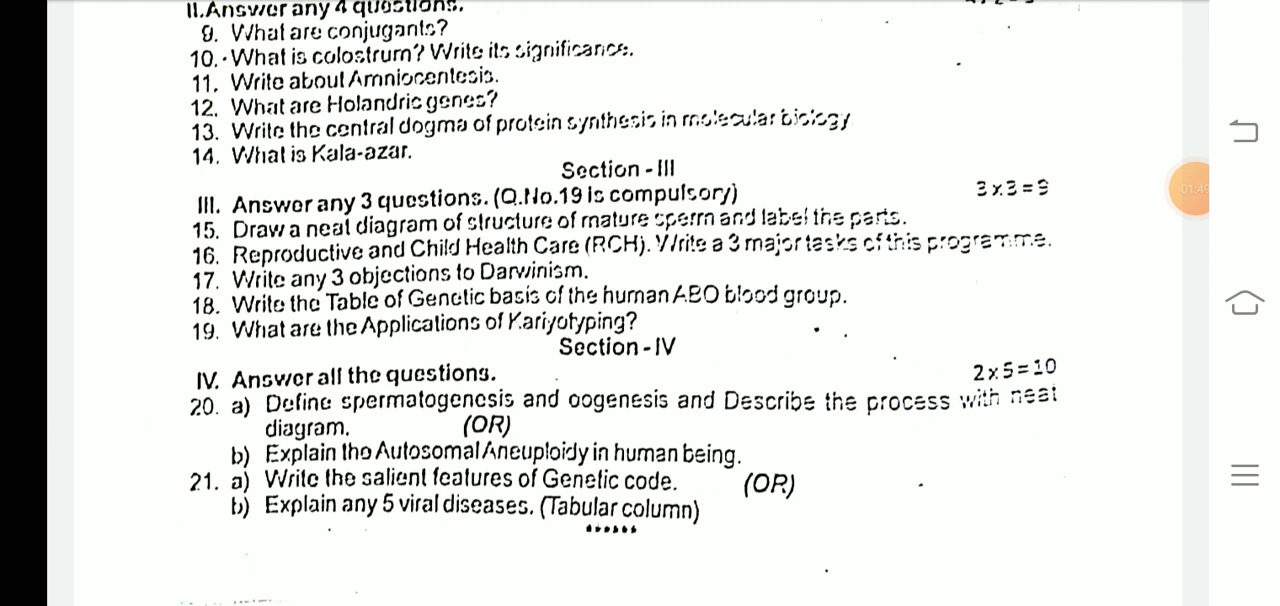 II. Answer any 4 questions.
9. What are conjugants?
10. What is colostrum? Write its significance.
11. Write about Amniocentesis.
12. What are Holandric genes?
13. Write the central dogma of protein synthesis in molecular biology
14. What is Kala-azar.
Section - III
III. Answer any 3 questions. (Q.No.19 is compulsory) 3 x 3 = 9
15. Draw a neat diagram of structure of mature sperm and label the parts.
16. Reproductive and Child Health Care (RCH). Write a 3 major tasks of this programme.
17. Write any 3 objections to Darwinism.
18. Write the Table of Genetic basis of the human ABO blood group.
19. What are the Applications of Kariyotyping?
Section - IV
IV. Answer all the questions. 2 x 5 = 10
20. a) Define spermatogenesis and oogenesis and Describe the process with neat
diagram. (OR)
b) Explain the Autosomal Aneuploidy in human being.
21. a) Write the salient features of Genetic code. (OR)
b) Explain any 5 viral diseases. (Tabular column)
******
01:49